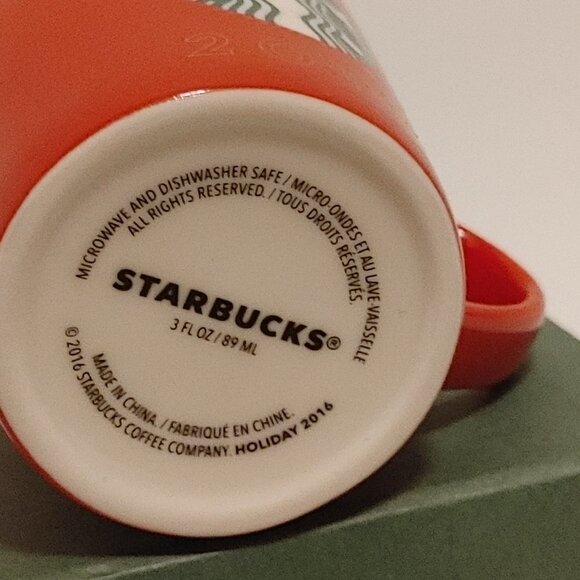 MICROWAVE AND DISHWASHER SAFE / MICRO-ONDES ET AU LAVE-VAISSELLE
ALL RIGHTS RESERVED. / TOUS DROITS RÉSERVÉS.
STARBUCKS®
3 FL OZ / 89 ML
MADE IN CHINA. / FABRIQUÉ EN CHINE.
© 2016 STARBUCKS COFFEE COMPANY. HOLIDAY 2016